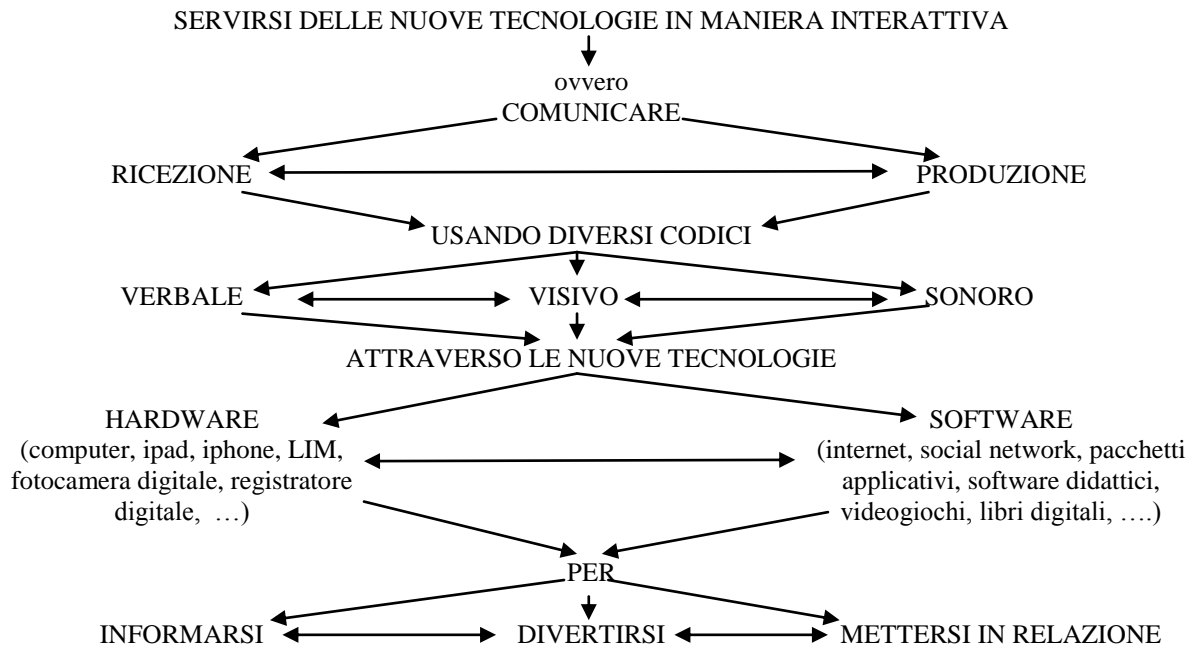 SERVIRSI DELLE NUOVE TECNOLOGIE IN MANIERA INTERATTIVA
ovvero
COMUNICARE
RICEZIONE PRODUZIONE
USANDO DIVERSI CODICI
VERBALE VISIVO SONORO
ATTRAVERSO LE NUOVE TECNOLOGIE
HARDWARE
(computer, ipad, iphone, LIM,
fotocamera digitale, registratore
digitale, …)
SOFTWARE
(internet, social network, pacchetti
applicativi, software didattici,
videogiochi, libri digitali, ….)
PER
INFORMARSI DIVERTIRSI METTERSI IN RELAZIONE